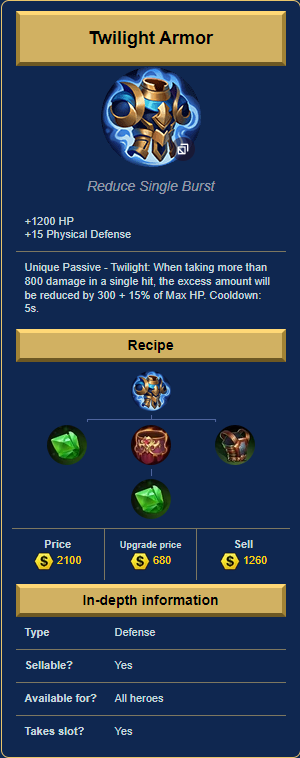 Twilight Armor
Reduce Single Burst
+1200 HP
+15 Physical Defense
Unique Passive - Twilight: When taking more than
800 damage in a single hit, the excess amount will
be reduced by 300 + 15% of Max HP. Cooldown:
5s.
Recipe
Price Upgrade price Sell
S 2100 S 680 S 1260
In-depth information
Type Defense
Sellable? Yes
Available for? All heroes
Takes slot? Yes